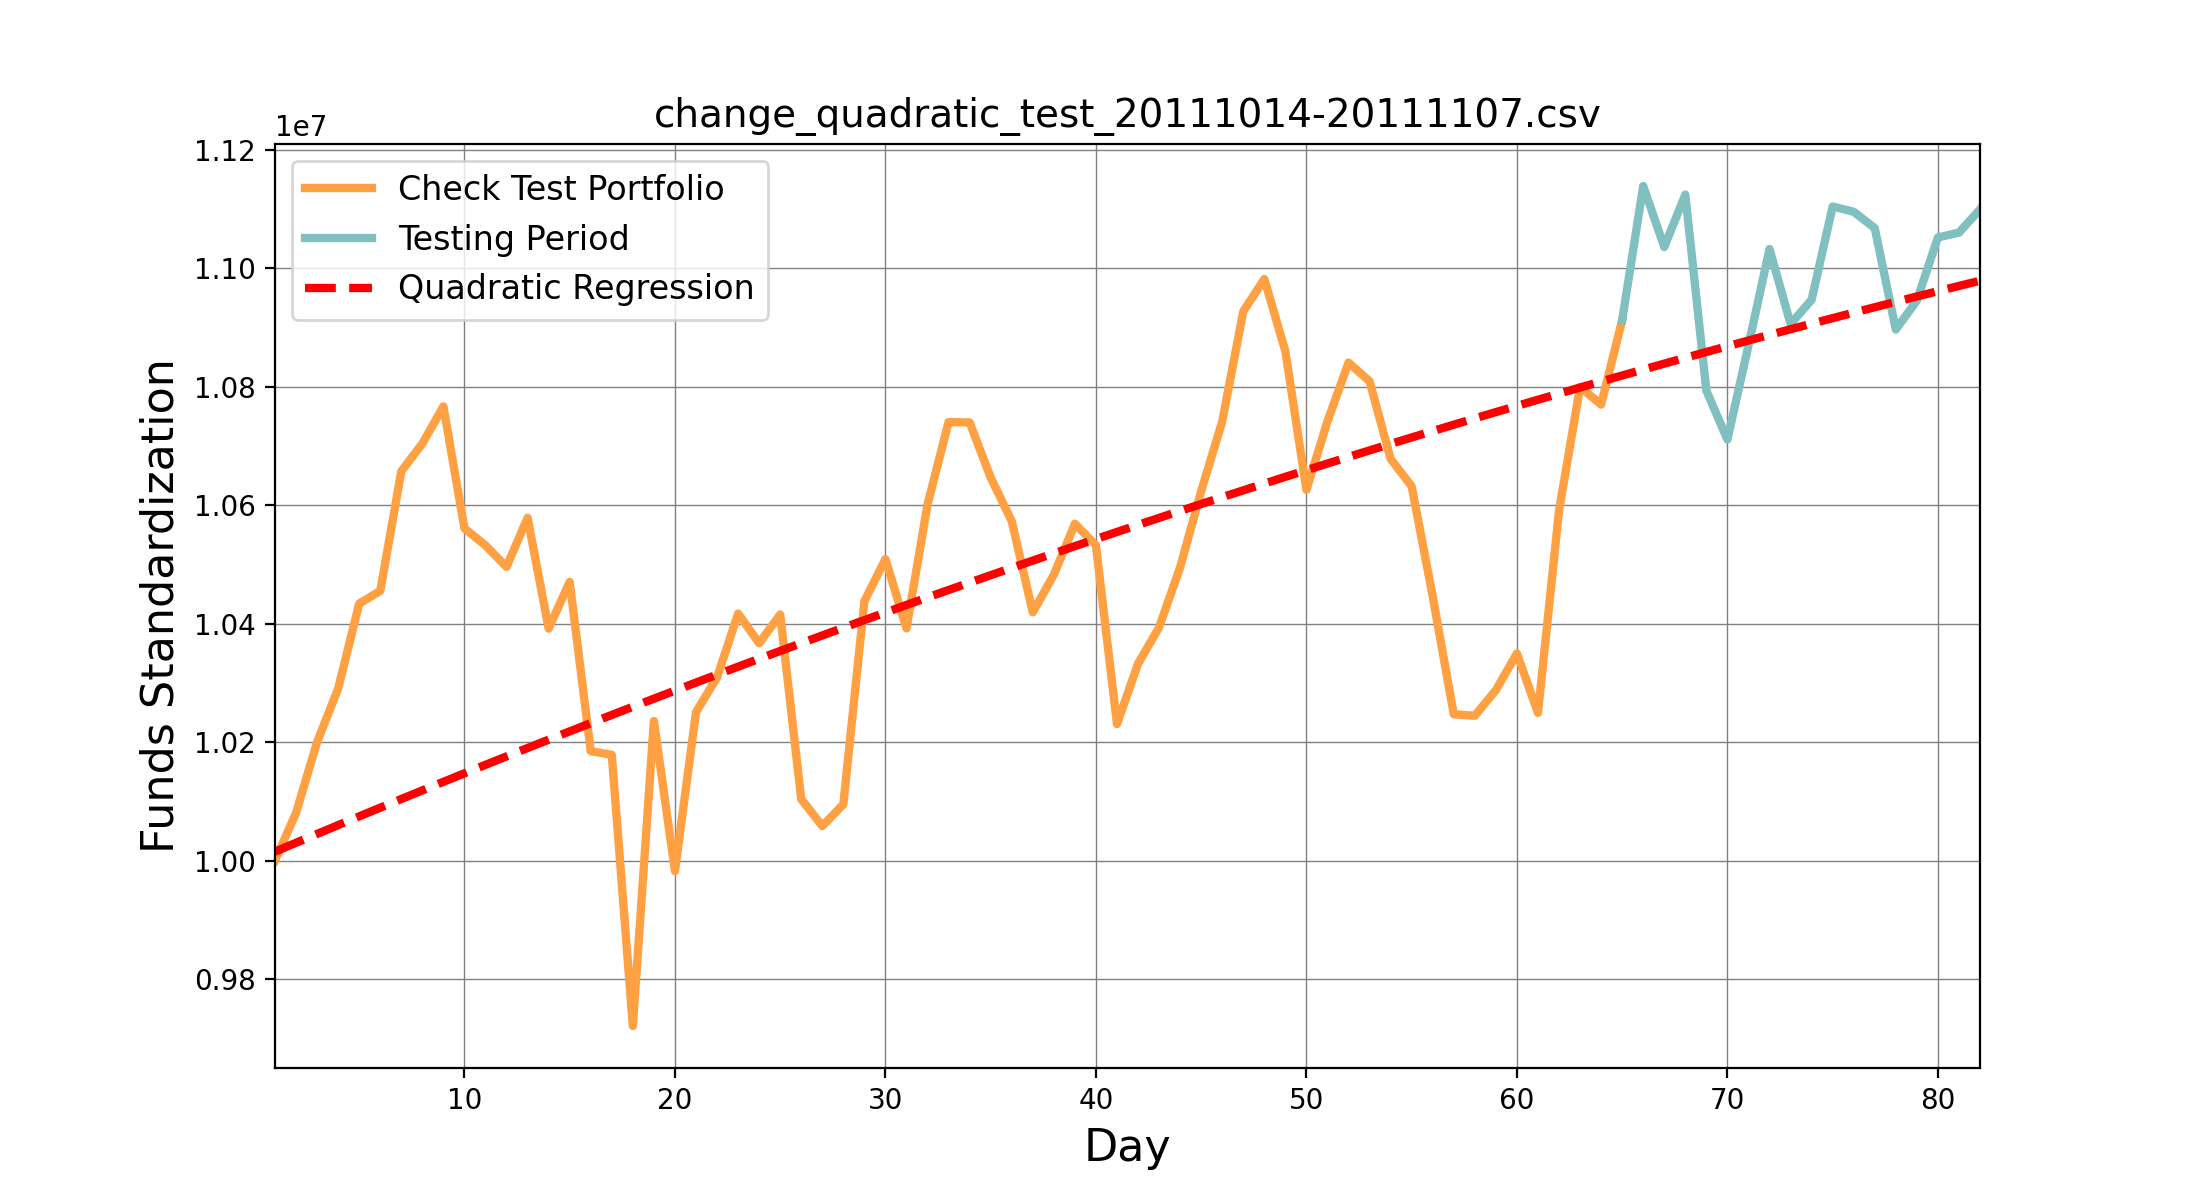 change_quadratic_test_20111014-20111107.csv
1e7
1.12
1.10
1.08
1.06
1.04
1.02
1.00
0.98
Funds Standardization
Check Test Portfolio
Testing Period
Quadratic Regression
10 20 30 40 50 60 70 80
Day